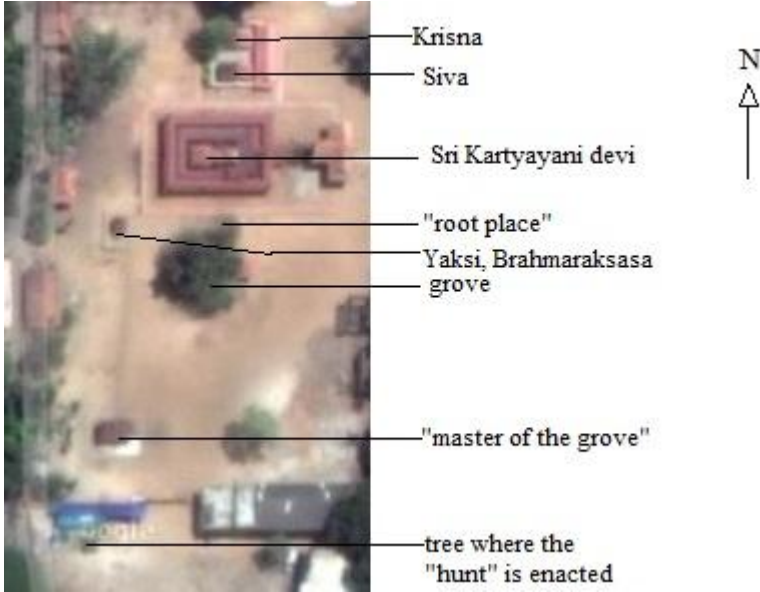 Krisna
N
Siva
Sri Kartyayani devi
"root place"
Yaksi, Brahmaraksasa
grove
"master of the grove"
Google
tree where the
"hunt" is enacted